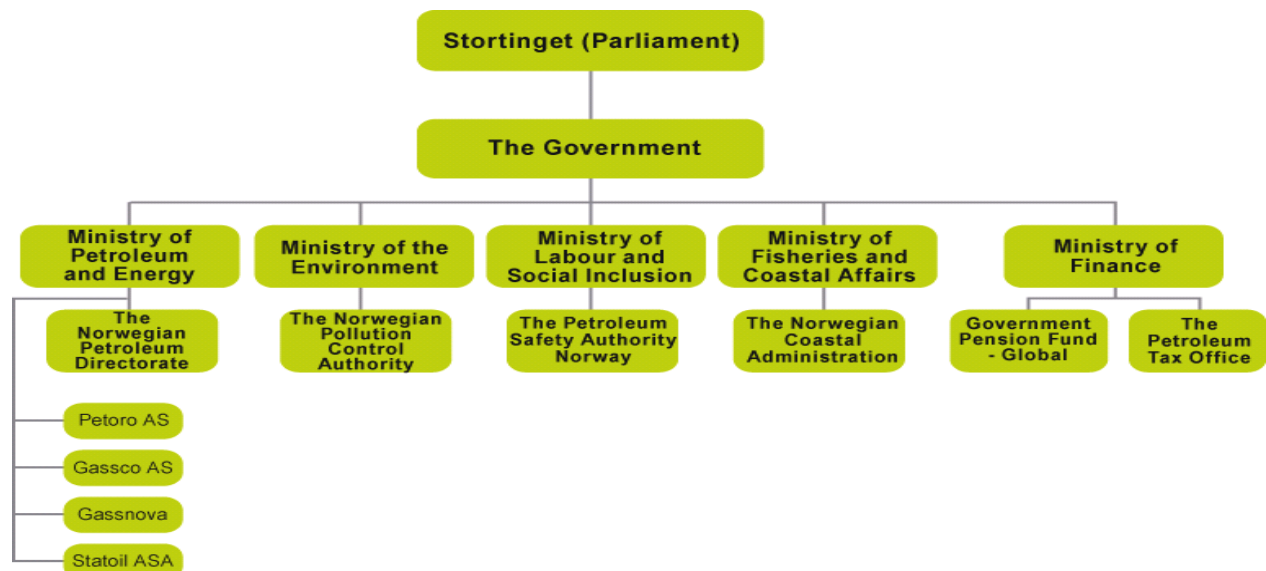 Stortinget (Parliament)
The Government
Ministry of
Petroleum
and Energy
Ministry of the
Environment
Ministry of
Labour and
Social Inclusion
Ministry of
Fisheries and
Coastal Affairs
Ministry of
Finance
The
Norwegian
Petroleum
Directorate
The Norwegian
Pollution
Control
Authority
The Petroleum
Safety Authority
Norway
The Norwegian
Coastal
Administration
Government
Pension Fund
- Global
The
Petroleum
Tax Office
Petoro AS
Gassco AS
Gassnova
Statoil ASA